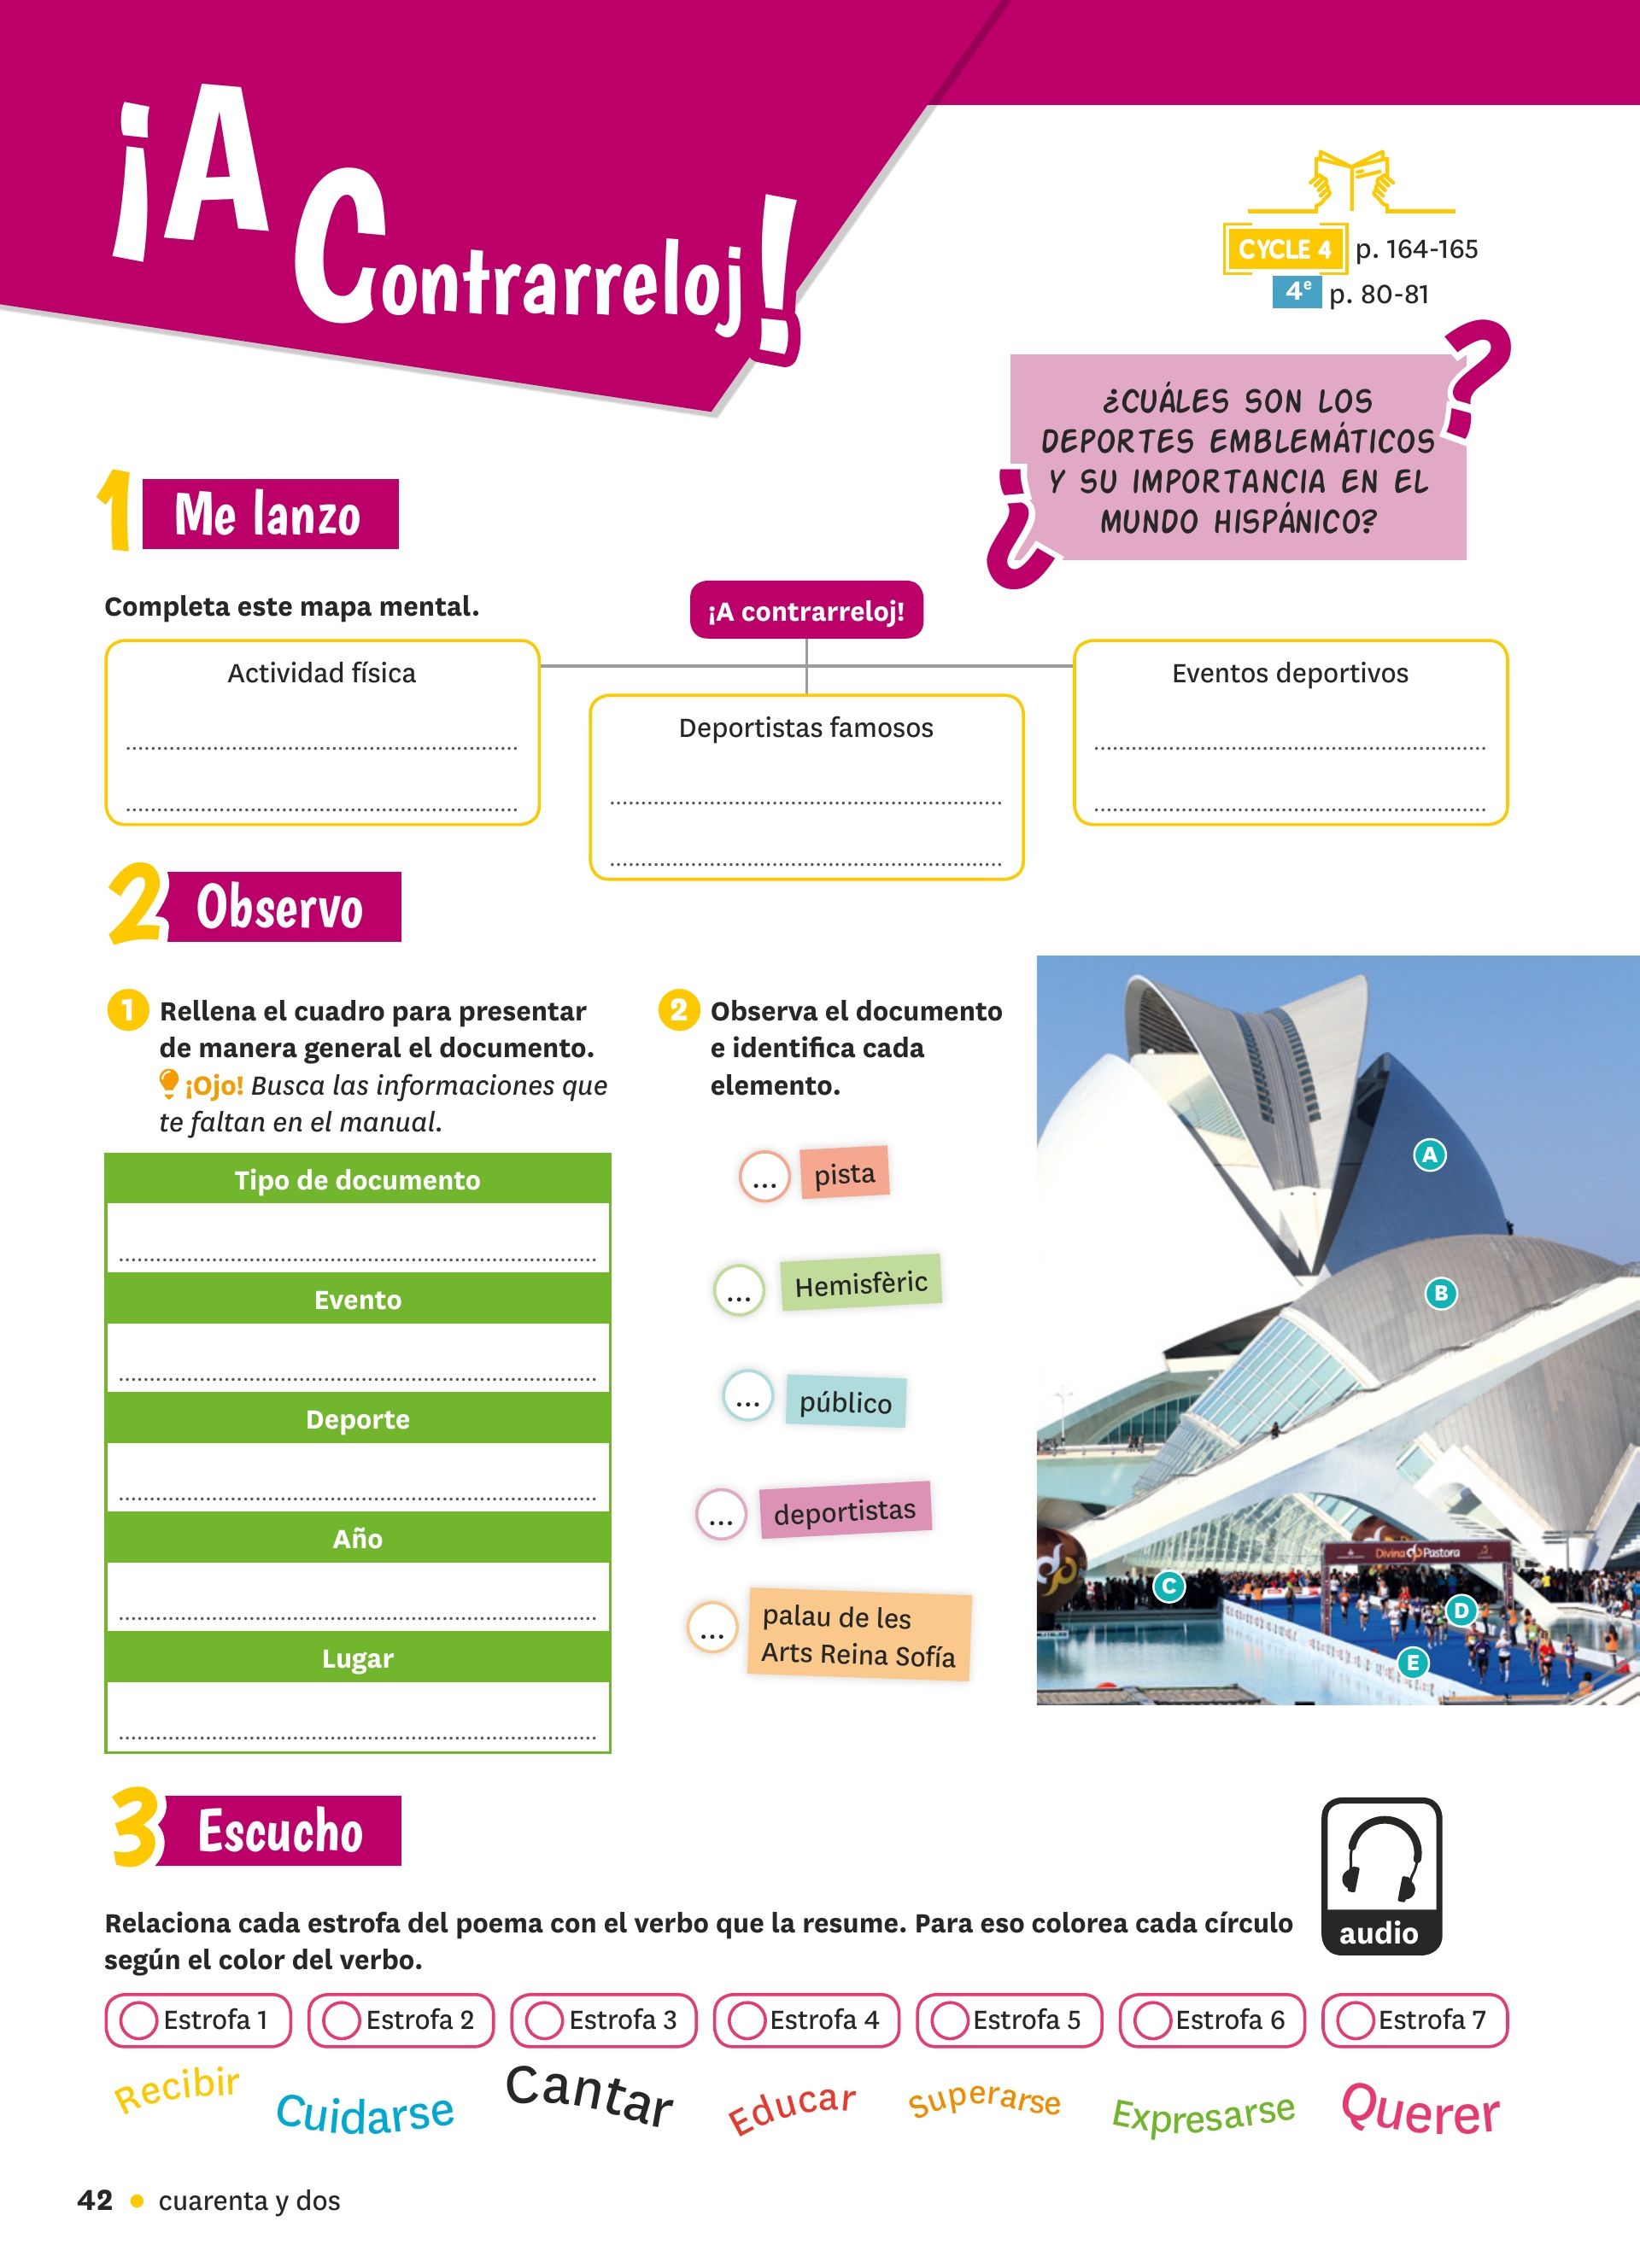 ¡A Contrarreloj!
CYCLE 4 p. 164-165
4e p. 80-81
¿CUÁLES SON LOS
DEPORTES EMBLEMÁTICOS
Y SU IMPORTANCIA EN EL
MUNDO HISPÁNICO?
1 Me lanzo
Completa este mapa mental.
¡A contrarreloj!
Actividad física
Deportistas famosos
Eventos deportivos
2 Observo
1 Rellena el cuadro para presentar
de manera general el documento.
¡Ojo! Busca las informaciones que
te faltan en el manual.
Tipo de documento
Evento
Deporte
Año
Lugar
2 Observa el documento
e identifica cada
elemento.
... pista
... Hemisfèric
... público
... deportistas
... palau de les
Arts Reina Sofía
A
B
C
D
E
Divina Pastora
dp
3 Escucho
audio
Relaciona cada estrofa del poema con el verbo que la resume. Para eso colorea cada círculo
según el color del verbo.
Estrofa 1 Estrofa 2 Estrofa 3 Estrofa 4 Estrofa 5 Estrofa 6 Estrofa 7
Recibir Cuidarse Cantar Educar Superarse Expresarse Querer
42 • cuarenta y dos